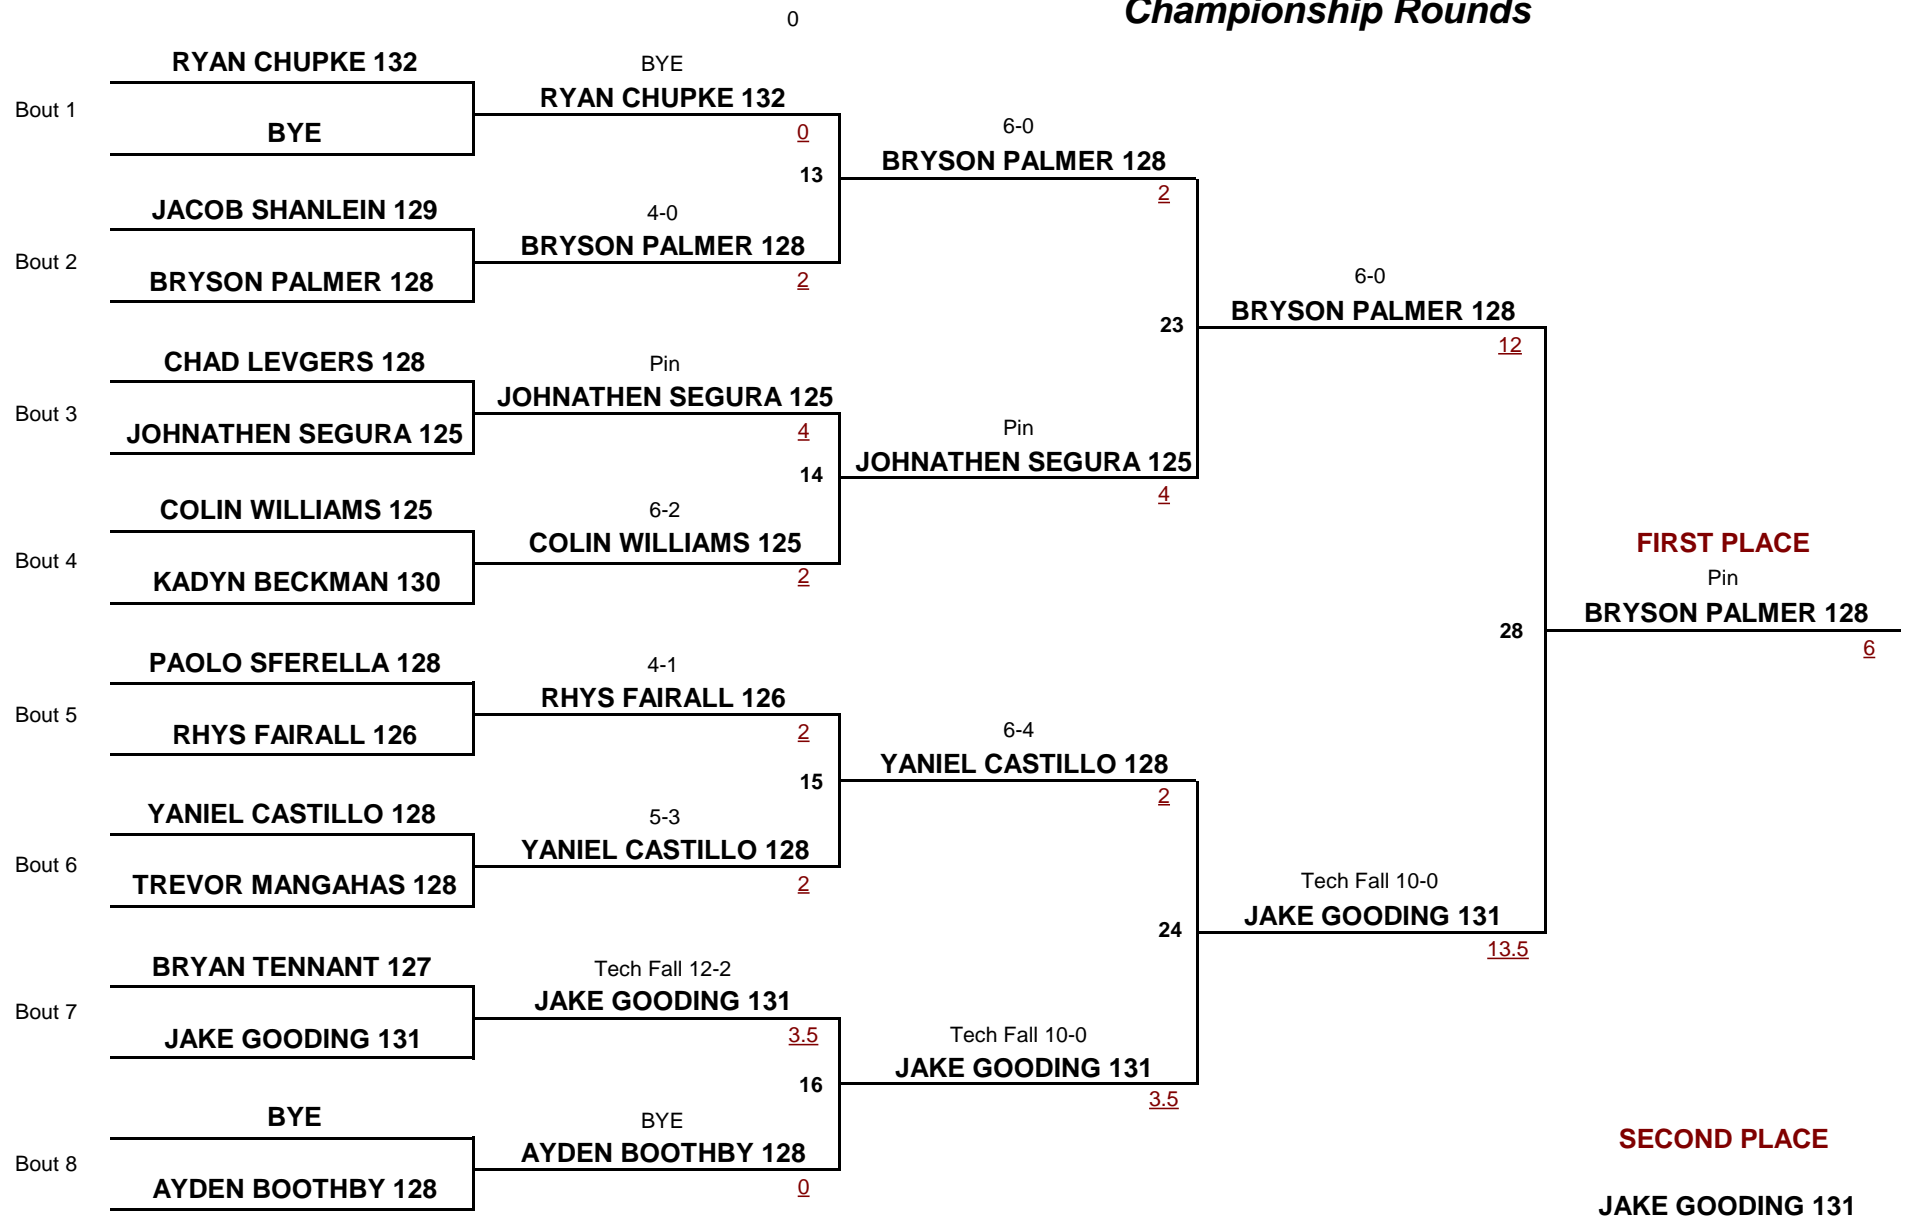 Championship Rounds
0
RYAN CHUPKE 132
BYE
RYAN CHUPKE 132
Bout 1
BYE
0
6-0
BRYSON PALMER 128
13
2
JACOB SHANLEIN 129
4-0
BRYSON PALMER 128
Bout 2
BRYSON PALMER 128
2
6-0
BRYSON PALMER 128
23
12
CHAD LEVGERS 128
Pin
JOHNATHEN SEGURA 125
Bout 3
JOHNATHEN SEGURA 125
4
Pin
JOHNATHEN SEGURA 125
14
4
COLIN WILLIAMS 125
6-2
COLIN WILLIAMS 125
Bout 4
KADYN BECKMAN 130
2
FIRST PLACE
Pin
BRYSON PALMER 128
28
6
PAOLO SFERELLA 128
4-1
RHYS FAIRALL 126
Bout 5
RHYS FAIRALL 126
2
6-4
YANIEL CASTILLO 128
15
2
YANIEL CASTILLO 128
5-3
YANIEL CASTILLO 128
Bout 6
TREVOR MANGAHAS 128
2
Tech Fall 10-0
JAKE GOODING 131
24
13.5
BRYAN TENNANT 127
Tech Fall 12-2
JAKE GOODING 131
Bout 7
JAKE GOODING 131
3.5
Tech Fall 10-0
JAKE GOODING 131
16
3.5
BYE
BYE
AYDEN BOOTHBY 128
Bout 8
AYDEN BOOTHBY 128
0
SECOND PLACE
JAKE GOODING 131